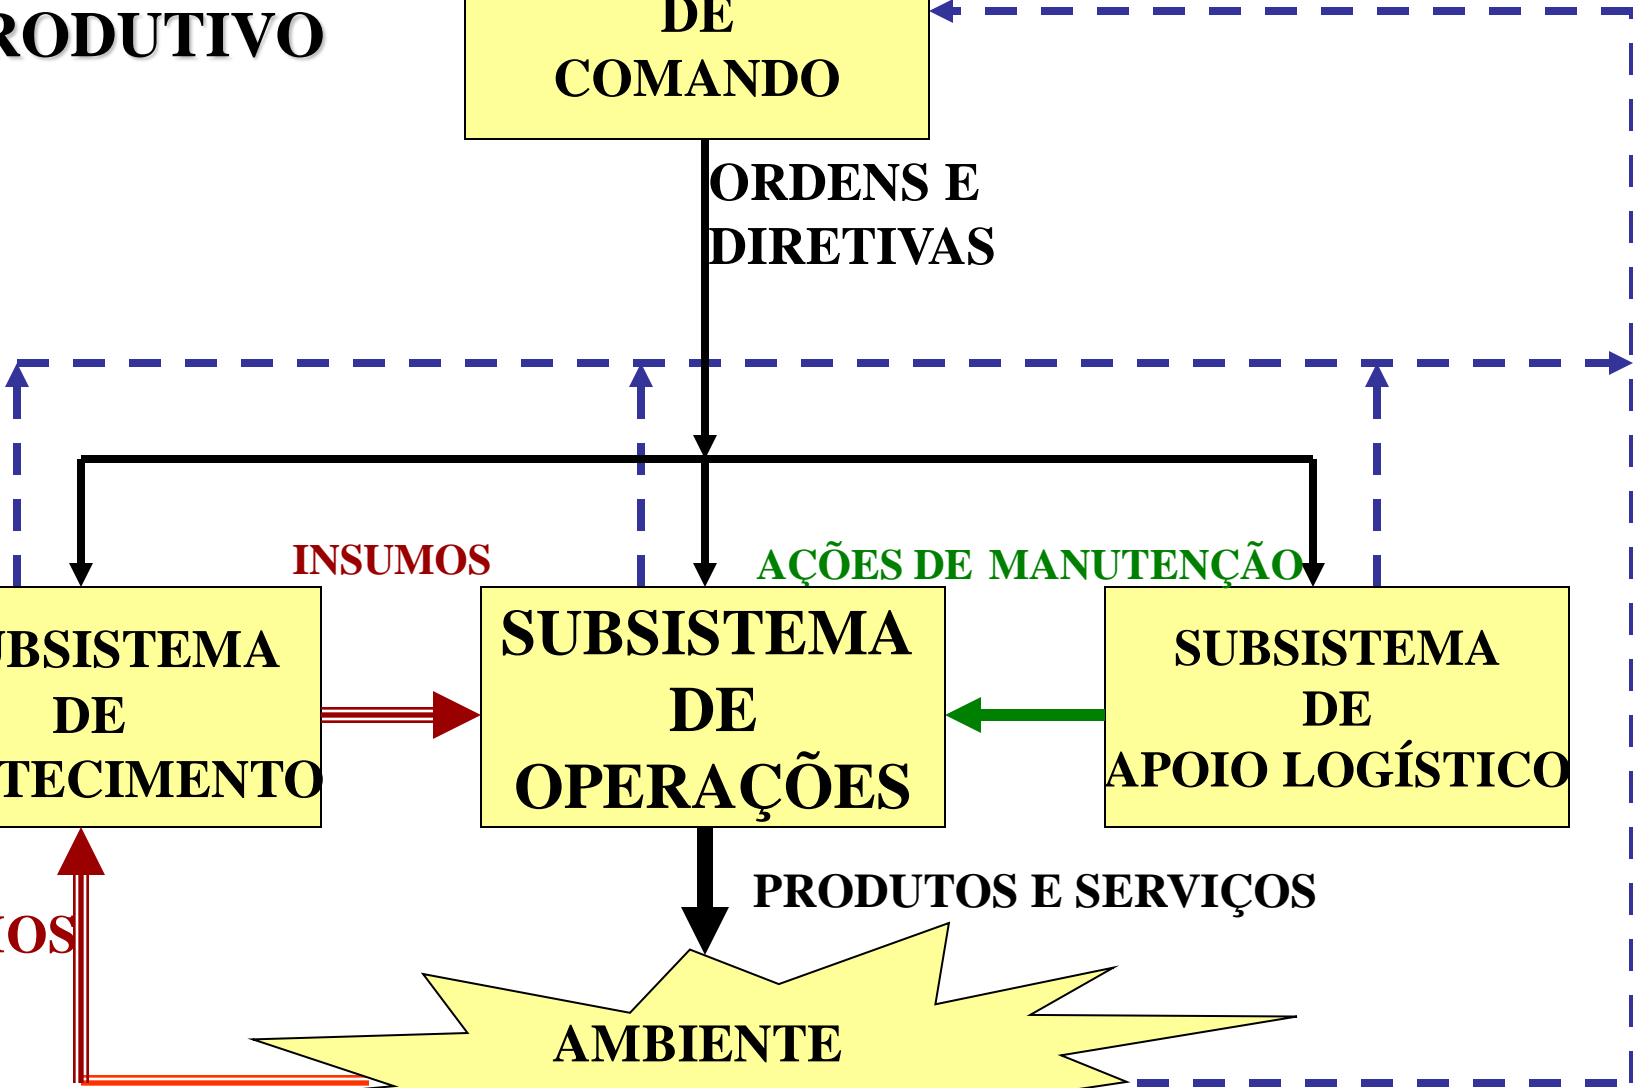 RODUTIVO
DE
COMANDO
ORDENS E
DIRETIVAS
INSUMOS
AÇÕES DE MANUTENÇÃO
UBSISTEMA
DE
TECIMENTO
SUBSISTEMA
DE
OPERAÇÕES
SUBSISTEMA
DE
APOIO LOGÍSTICO
PRODUTOS E SERVIÇOS
OS
AMBIENTE